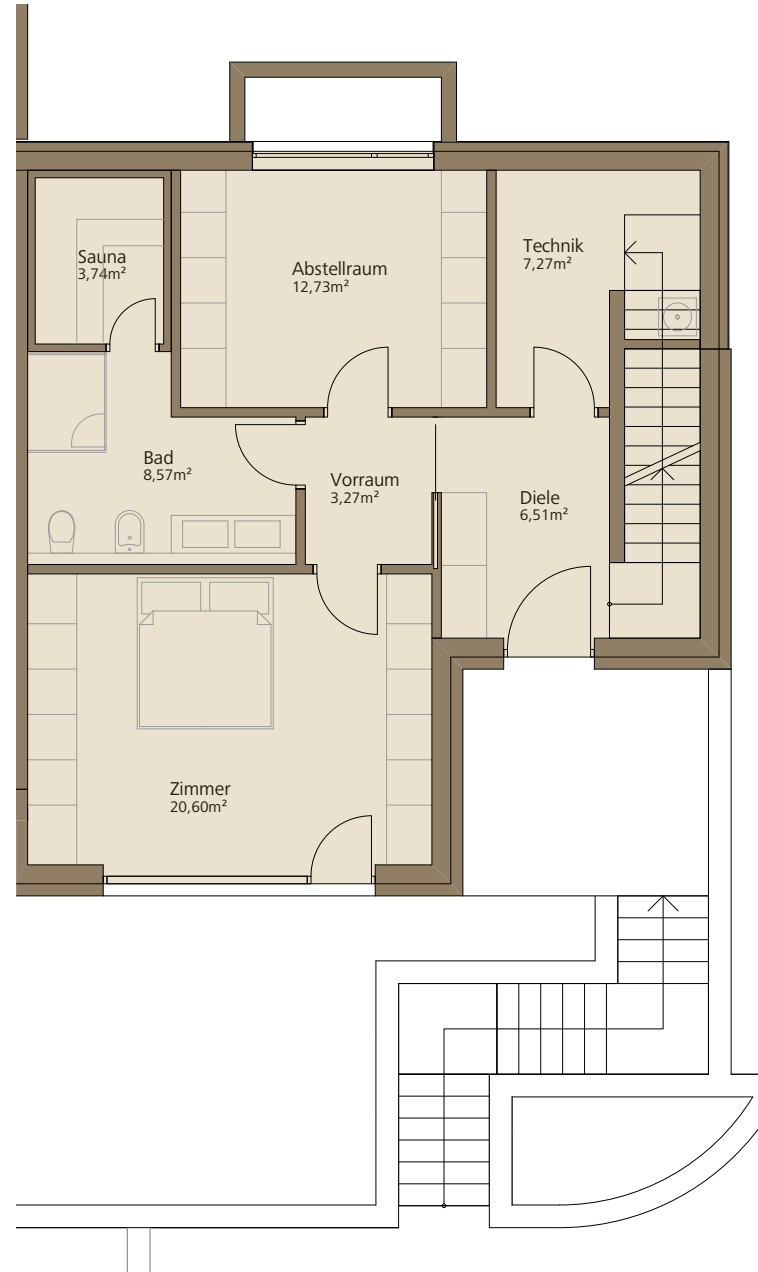 Sauna
3,74m²
Abstellraum
12,73m²
Technik
7,27m²
Bad
8,57m²
Vorraum
3,27m²
Diele
6,51m²
Zimmer
20,60m²